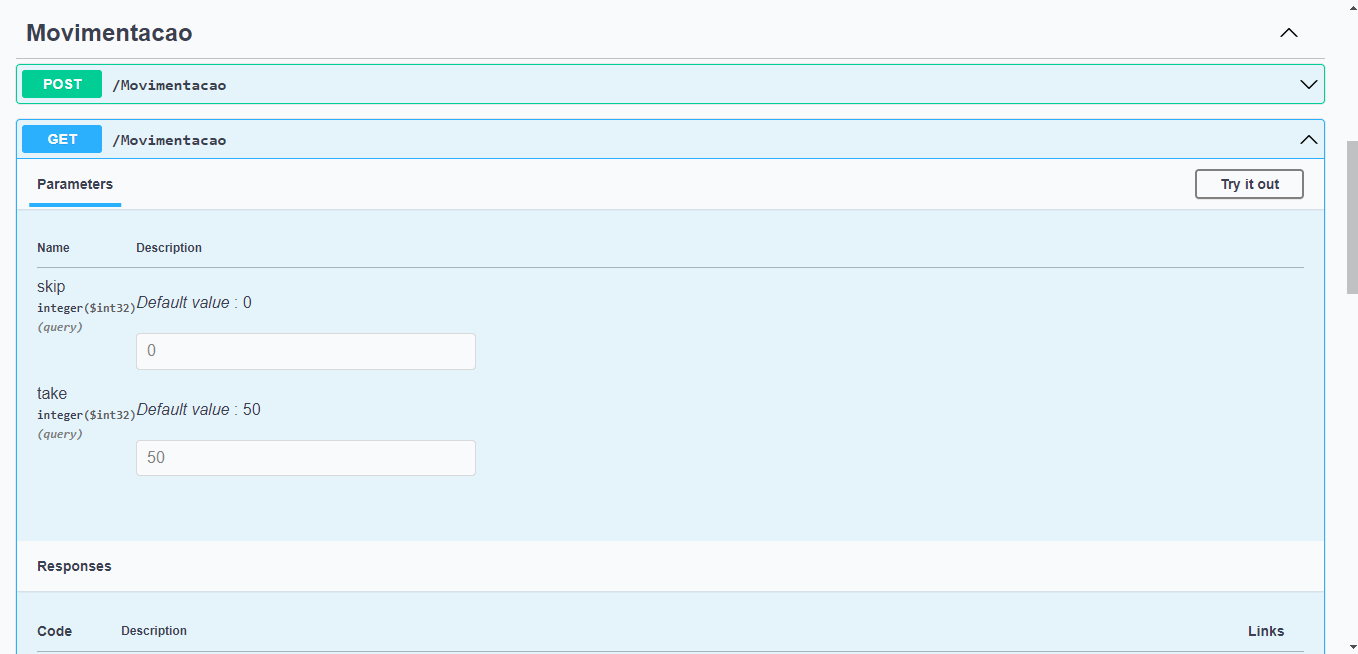 Movimentacao
POST /Movimentacao
GET /Movimentacao
Parameters
Try it out
Name Description
skip
integer($int32)
(query)
Default value : 0
0
take
integer($int32)
(query)
Default value : 50
50
Responses
Code Description Links